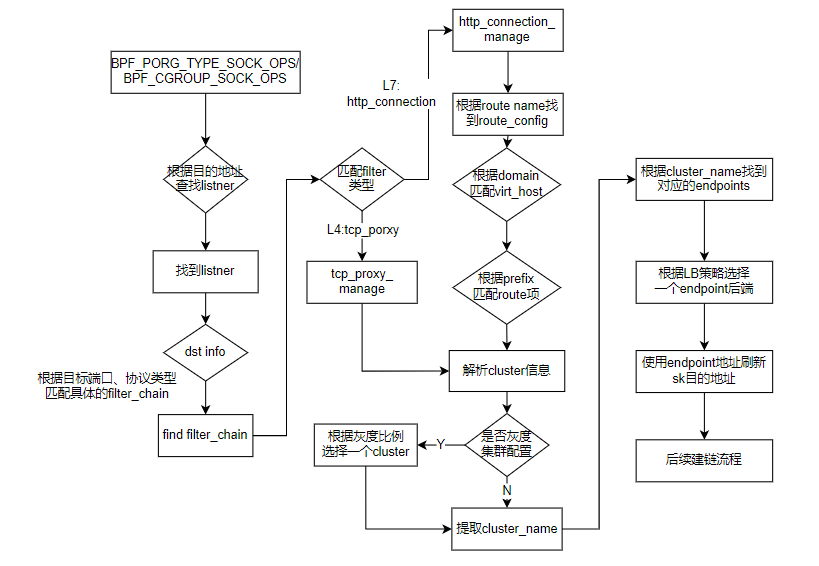 BPF_PORG_TYPE_SOCK_OPS/
BPF_CGROUP_SOCK_OPS
根据目的地址
查找listner
找到listner
dst info
根据目标端口、协议类型
匹配具体的filter_chain
find filter_chain
匹配filter
类型
L7:
http_connection
L4:tcp_porxy
tcp_proxy_
manage
http_connection_
manage
根据route name找
到route_config
根据domain
匹配virt_host
根据prefix
匹配route项
解析cluster信息
是否灰度
集群配置
Y
根据灰度比例
选择一个cluster
N
提取cluster_name
根据cluster_name找到
对应的endpoints
根据LB策略选择
一个endpoint后端
使用endpoint地址刷新
sk目的地址
后续建链流程